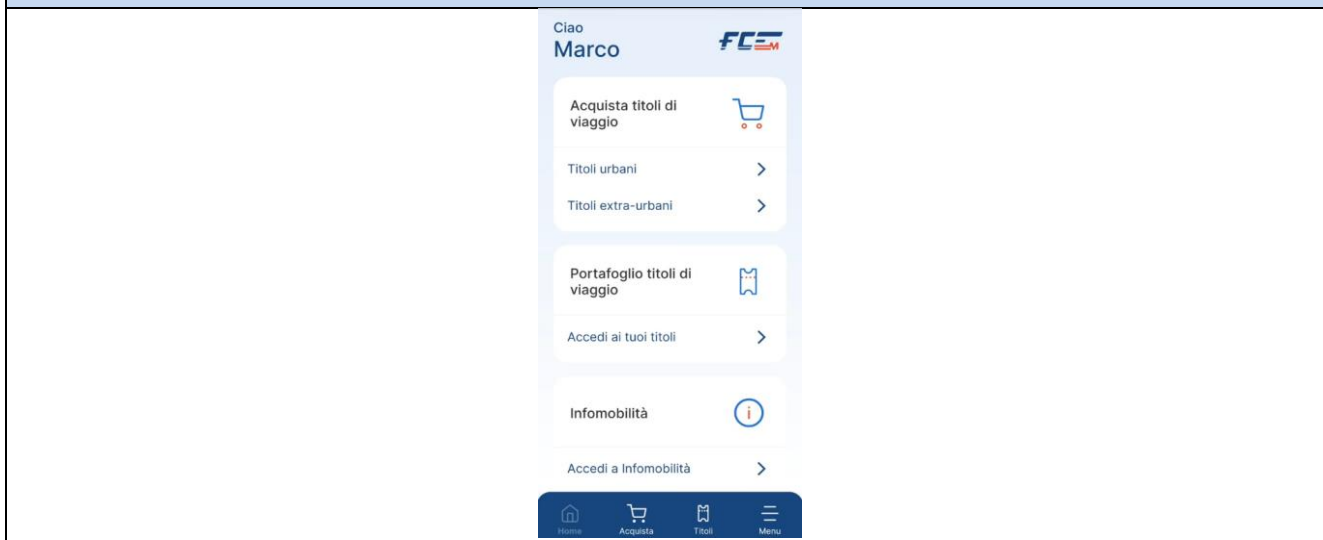 Ciao
Marco
FCEM
Acquista titoli di
viaggio
Titoli urbani
Titoli extra-urbani
Portafoglio titoli di
viaggio
Accedi ai tuoi titoli
Infomobilità
Accedi a Infomobilità
Home
Acquista
Titoli
Menu